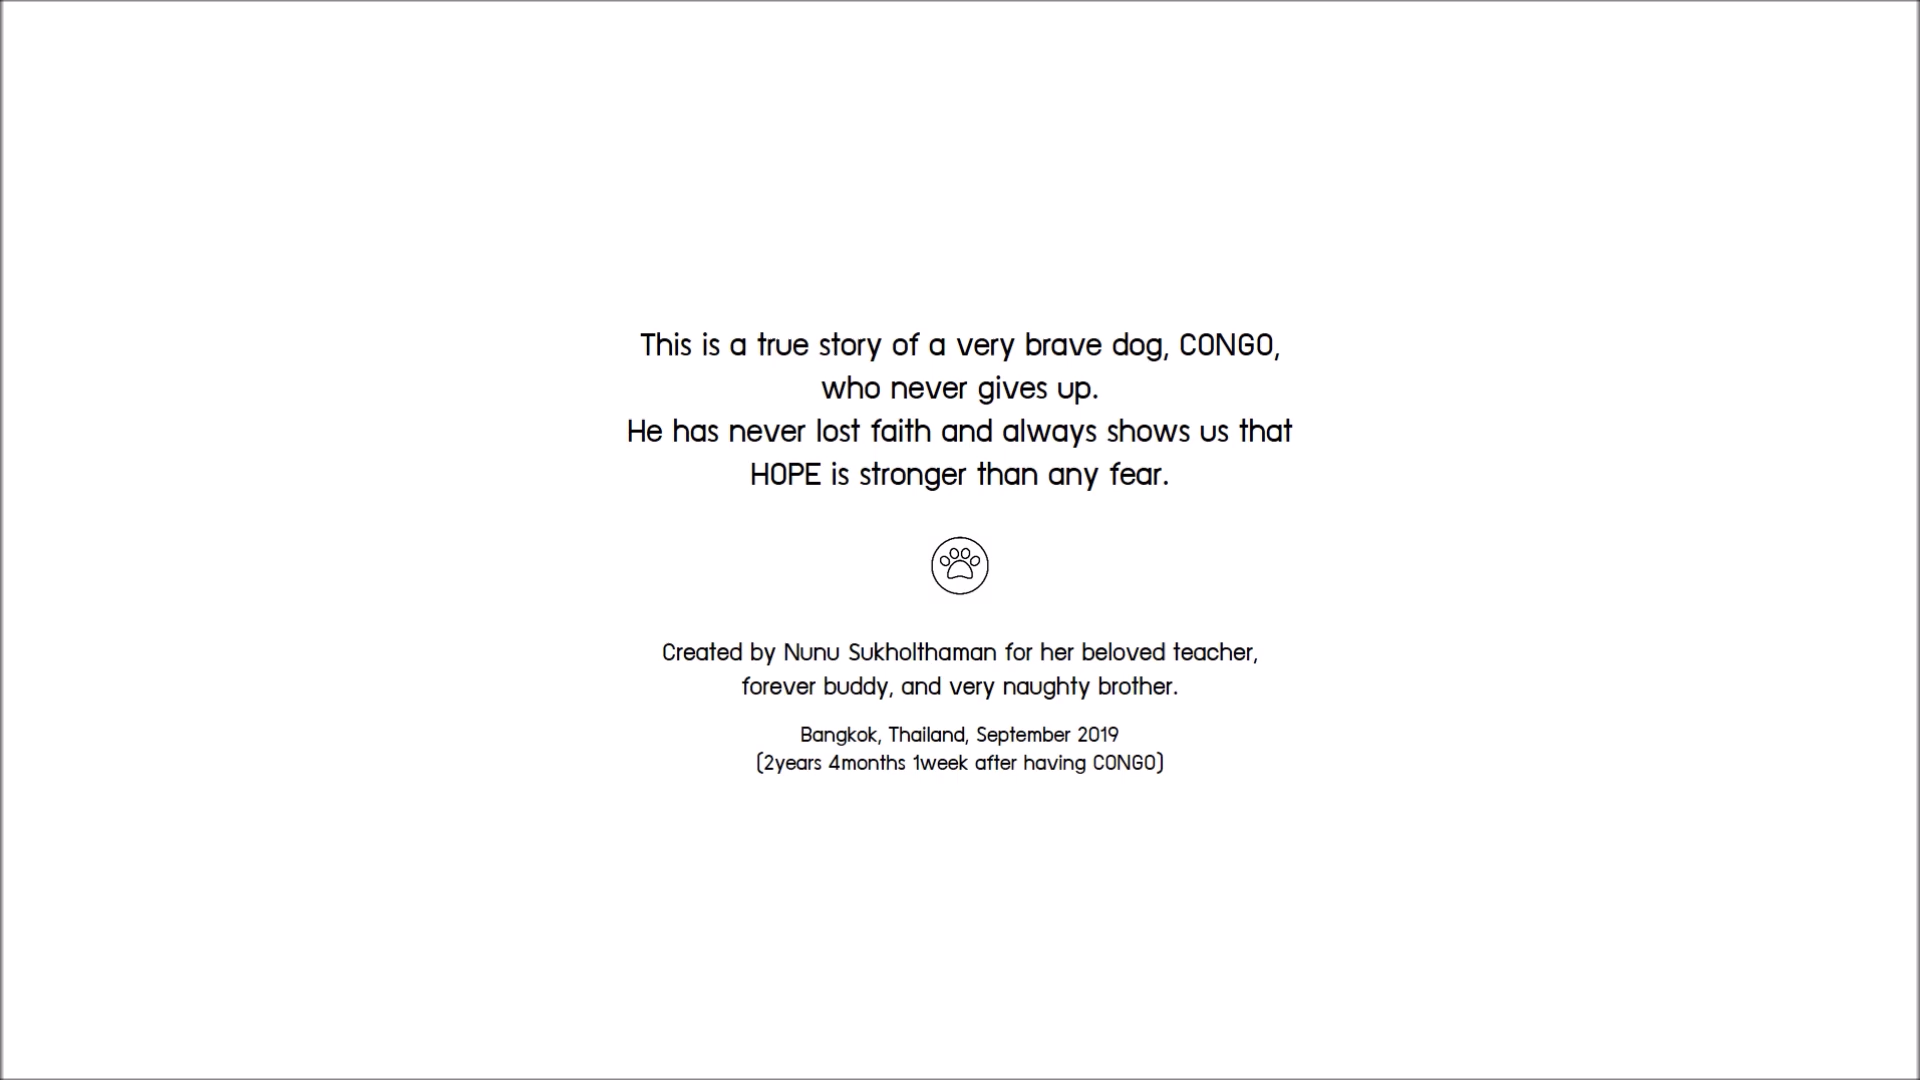 This is a true story of a very brave dog, CONGO,
who never gives up.
He has never lost faith and always shows us that
HOPE is stronger than any fear.
Created by Nunu Sukholthaman for her beloved teacher,
forever buddy, and very naughty brother.
Bangkok, Thailand, September 2019
(2years 4months 1week after having CONGO)